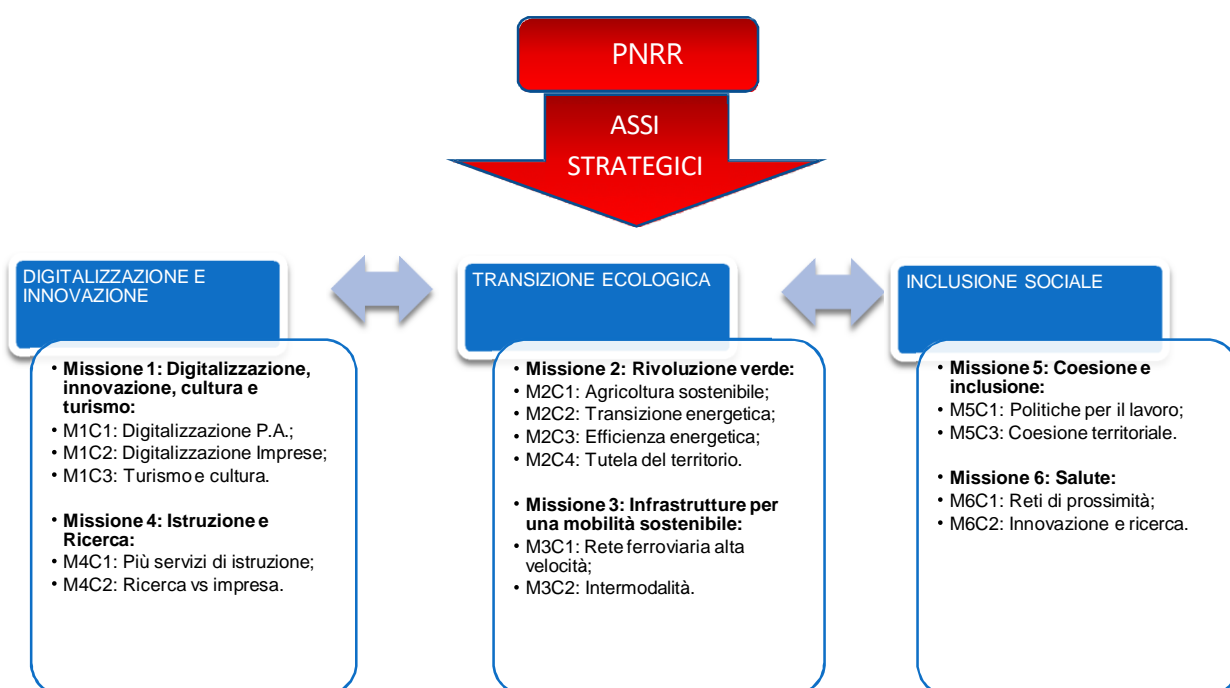 PNRR
ASSI
STRATEGICI
DIGITALIZZAZIONE E
INNOVAZIONE
• Missione 1: Digitalizzazione,
innovazione, cultura e
turismo:
• M1C1: Digitalizzazione P.A.;
• M1C2: Digitalizzazione Imprese;
• M1C3: Turismo e cultura.
• Missione 4: Istruzione e
Ricerca:
• M4C1: Più servizi di istruzione;
• M4C2: Ricerca vs impresa.
TRANSIZIONE ECOLOGICA
• Missione 2: Rivoluzione verde:
• M2C1: Agricoltura sostenibile;
• M2C2: Transizione energetica;
• M2C3: Efficienza energetica;
• M2C4: Tutela del territorio.
• Missione 3: Infrastrutture per
una mobilità sostenibile:
• M3C1: Rete ferroviaria alta
velocità;
• M3C2: Intermodalità.
INCLUSIONE SOCIALE
• Missione 5: Coesione e
inclusione:
• M5C1: Politiche per il lavoro;
• M5C3: Coesione territoriale.
• Missione 6: Salute:
• M6C1: Reti di prossimità;
• M6C2: Innovazione e ricerca.